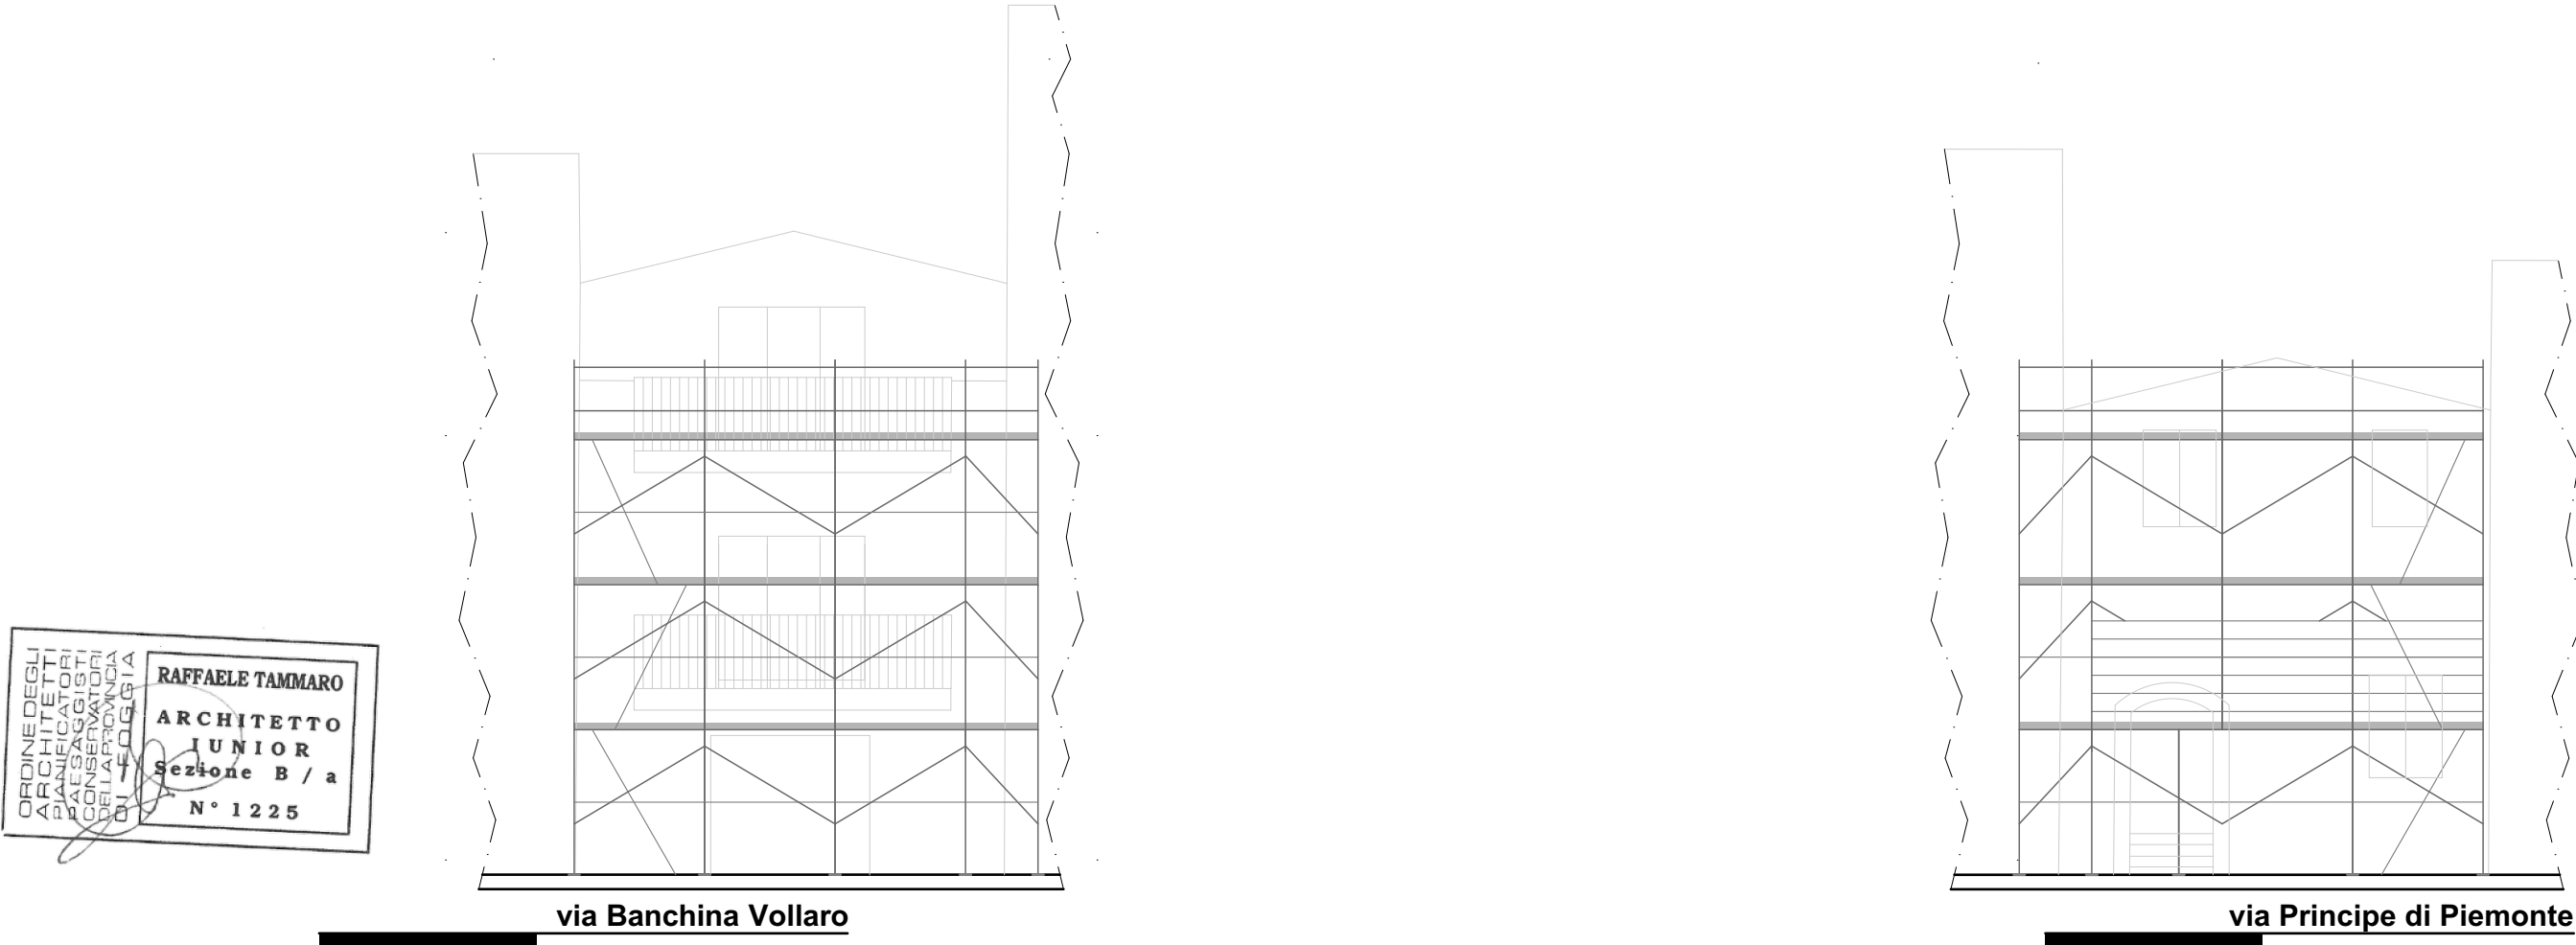 ORDINE DEGLI
ARCHITETTI
PIANIFICATORI
PAESAGGISTI
CONSERVATORI
DELLA PROVINCIA
DI FOGGIA
RAFFAELE TAMMARO
ARCHITETTO
JUNIOR
Sezione B / a
N° 1225
via Banchina Vollaro
via Principe di Piemonte